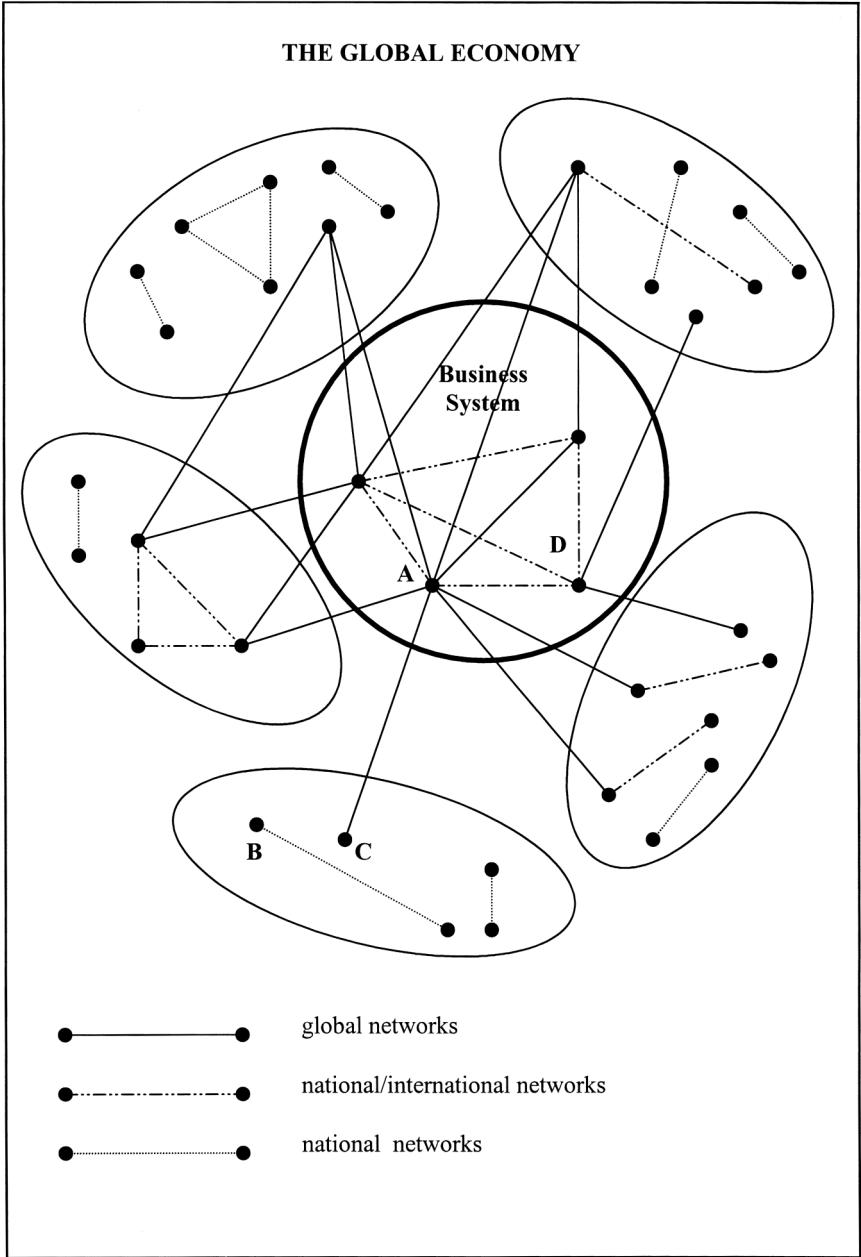 THE GLOBAL ECONOMY
Business
System
D
A
B
C
global networks
national/international networks
national networks